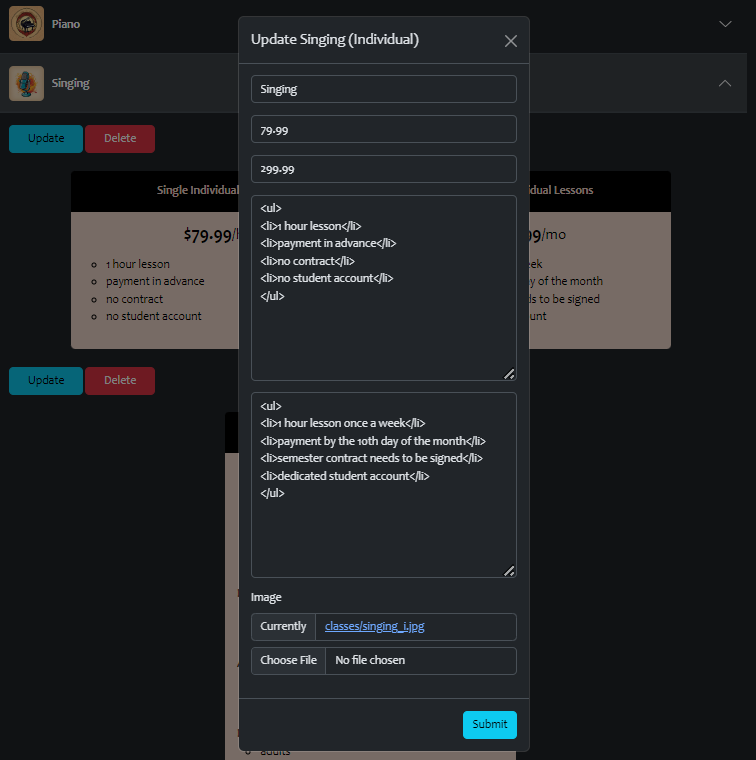 Piano
Update Singing (Individual)
Singing
Singing
79.99
299.99
Update
Delete
Single Individual
dual Lessons
$79.99/
99/mo
1 hour lesson
payment in advance
no contract
no student account
eek
y of the month
ds to be signed
unt
<ul>
<li>1 hour lesson</li>
<li>payment in advance</li>
<li>no contract</li>
<li>no student account</li>
</ul>
Update
Delete
<ul>
<li>1 hour lesson once a week</li>
<li>payment by the 10th day of the month</li>
<li>semester contract needs to be signed</li>
<li>dedicated student account</li>
</ul>
Image
Currently
classes/singing_i.jpg
Choose File
No file chosen
Submit
adults